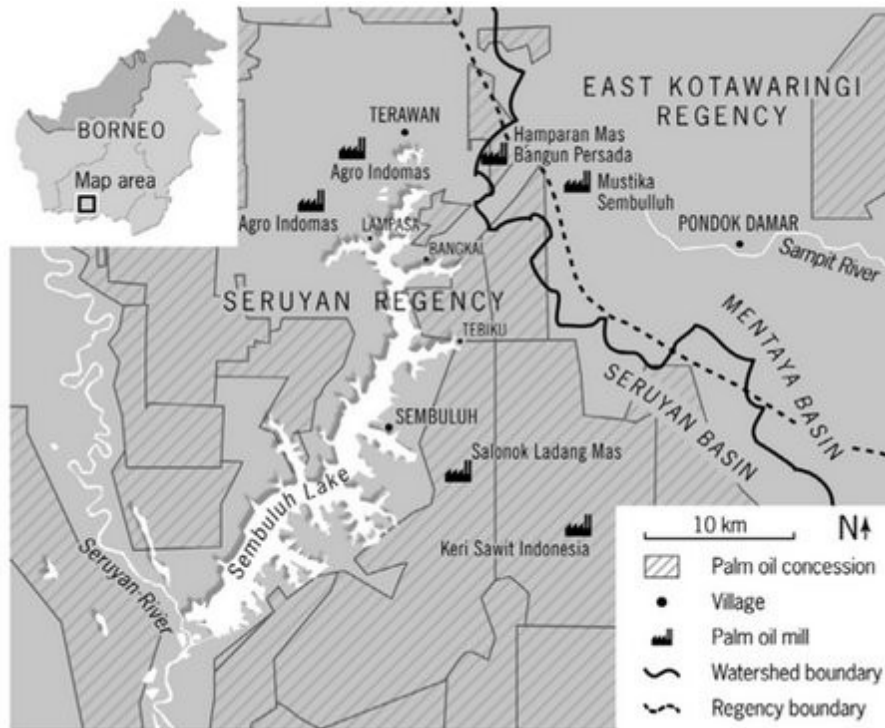 BORNEO
Map area
EAST KOTAWARINGI
REGENCY
TERAWAN
Agro Indomas
Hamparan Mas
Bangun Persada
Mustika
Sembulluh
Agro Indomas
LAMPASA
BANGKAI
PONDOK DAMAR
Sampit River
SERUYAN REGENCY
TEBIKU
MENTAYA BASIN
SERUYAN BASIN
SEMBULUH
Salonok Ladang Mas
Sembuluh Lake
Keri Sawit Indonesia
Seruyan-River
10 km
N
Palm oil concession
Village
Palm oil mill
Watershed boundary
Regency boundary